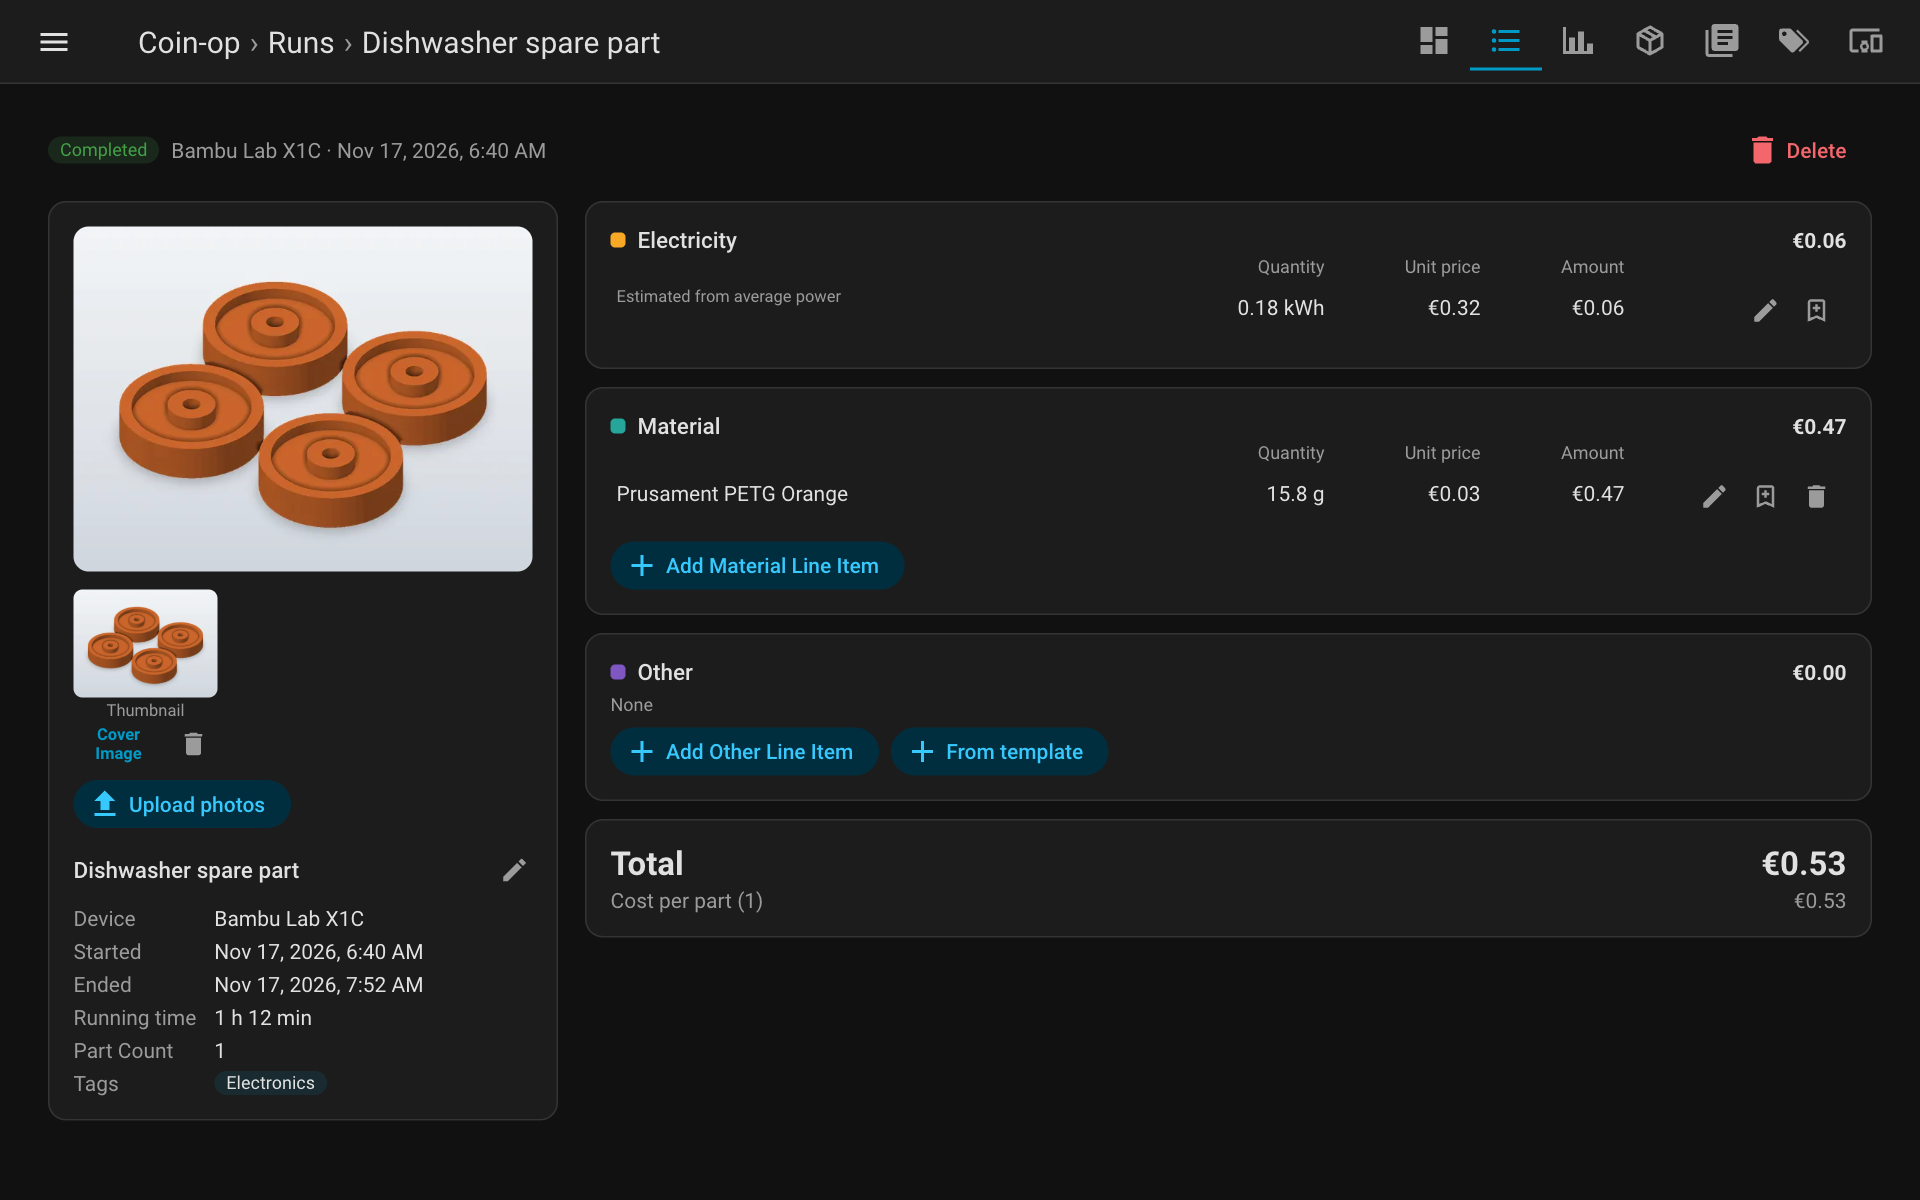 Coin-op › Runs › Dishwasher spare part
Completed
Bambu Lab X1C · Nov 17, 2026, 6:40 AM
Delete
Thumbnail
Cover
Image
Upload photos
Dishwasher spare part
Device Bambu Lab X1C
Started Nov 17, 2026, 6:40 AM
Ended Nov 17, 2026, 7:52 AM
Running time 1 h 12 min
Part Count 1
Tags Electronics
Electricity €0.06
Quantity Unit price Amount
Estimated from average power 0.18 kWh €0.32 €0.06
Material €0.47
Quantity Unit price Amount
Prusament PETG Orange 15.8 g €0.03 €0.47
Add Material Line Item
Other €0.00
None
Add Other Line Item
From template
Total €0.53
Cost per part (1) €0.53